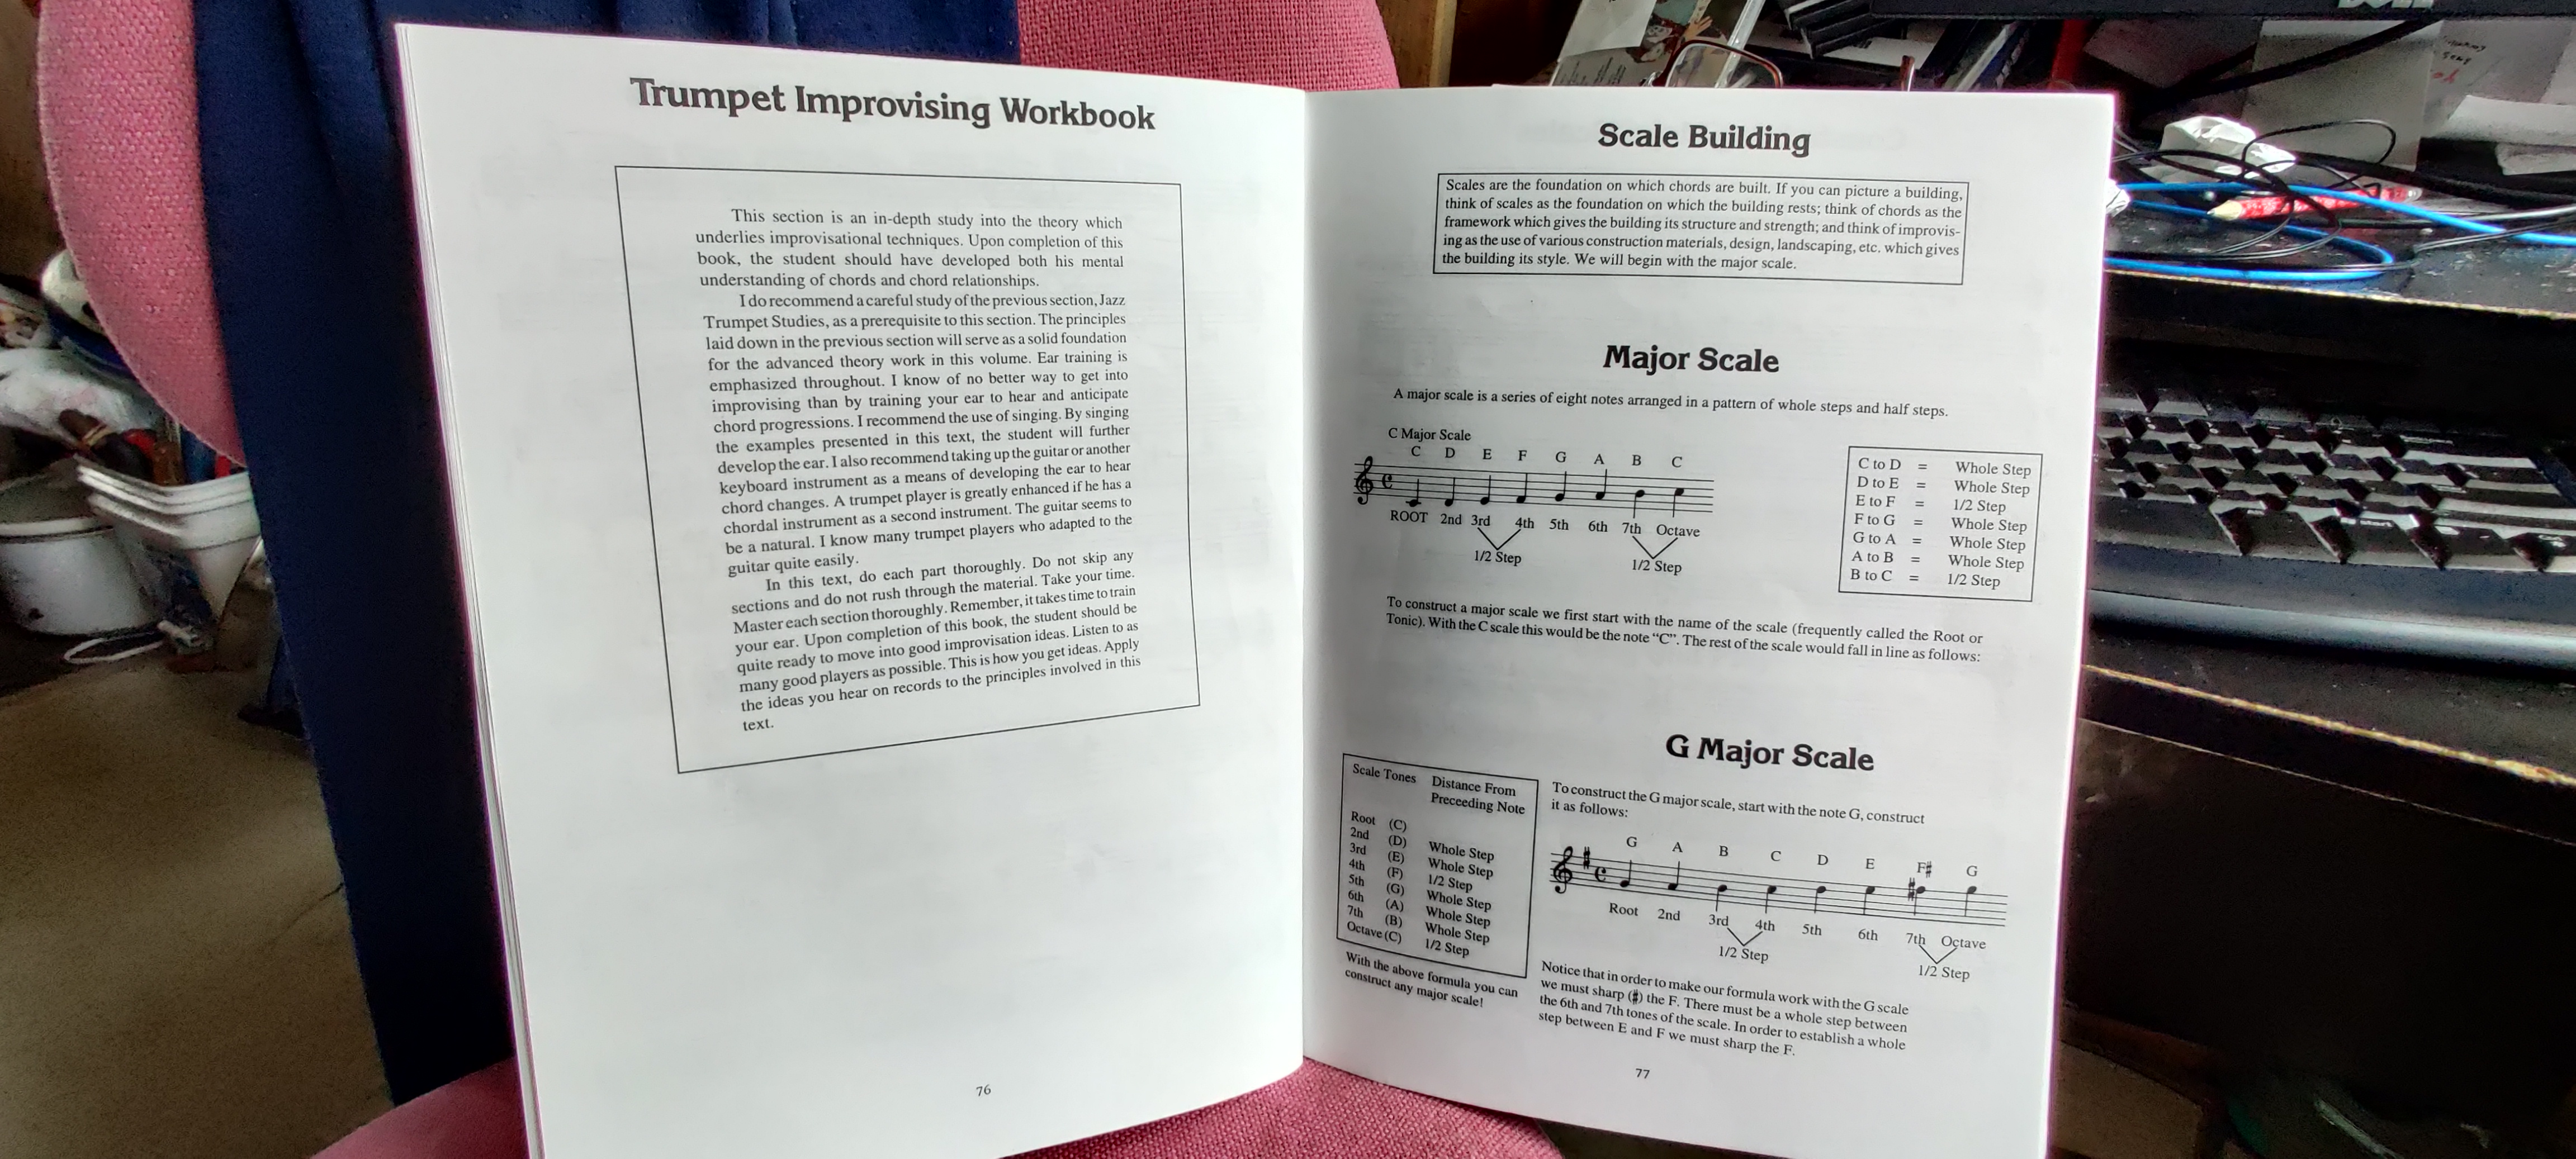 Trumpet Improvising Workbook
This section is an in-depth study into the theory which
underlies improvisational techniques. Upon completion of this
book, the student should have developed both his mental
understanding of chords and chord relationships.
I do recommend a careful study of the previous section, Jazz
Trumpet Studies, as a prerequisite to this section. The principles
laid down in the previous section will serve as a solid foundation
for the advanced theory work in this volume. Ear training is
emphasized throughout. I know of no better way to get into
improvising than by training your ear to hear and anticipate
chord progressions. I recommend the use of singing. By singing
the examples presented in this text, the student will further
develop the ear. I also recommend taking up the guitar or another
keyboard instrument as a means of developing the ear to hear
chord changes. A trumpet player is greatly enhanced if he has a
chordal instrument as a second instrument. The guitar seems to
be a natural. I know many trumpet players who adapted to the
guitar quite easily.
In this text, do each part thoroughly. Do not skip any
sections and do not rush through the material. Take your time.
Master each section thoroughly. Remember, it takes time to train
your ear. Upon completion of this book, the student should be
quite ready to move into good improvisation ideas. Listen to as
many good players as possible. This is how you get ideas. Apply
the ideas you hear on records to the principles involved in this
text.
76
Scale Building
Scales are the foundation on which chords are built. If you can picture a building,
think of scales as the foundation on which the building rests; think of chords as the
framework which gives the building its structure and strength; and think of improvis-
ing as the use of various construction materials, design, landscaping, etc. which gives
the building its style. We will begin with the major scale.
Major Scale
A major scale is a series of eight notes arranged in a pattern of whole steps and half steps.
C Major Scale
C D E F G A B C
ROOT 2nd 3rd 4th 5th 6th 7th Octave
1/2 Step 1/2 Step
C to D = Whole Step
D to E = Whole Step
E to F = 1/2 Step
F to G = Whole Step
G to A = Whole Step
A to B = Whole Step
B to C = 1/2 Step
To construct a major scale we first start with the name of the scale (frequently called the Root or
Tonic). With the C scale this would be the note “C”. The rest of the scale would fall in line as follows:
Scale Tones Distance From
Preceeding Note
Root (C)
2nd (D) Whole Step
3rd (E) Whole Step
4th (F) 1/2 Step
5th (G) Whole Step
6th (A) Whole Step
7th (B) Whole Step
Octave (C) 1/2 Step
With the above formula you can
construct any major scale!
G Major Scale
To construct the G major scale, start with the note G, construct
it as follows:
G A B C D E F♯ G
Root 2nd 3rd 4th 5th 6th 7th Octave
1/2 Step 1/2 Step
Notice that in order to make our formula work with the G scale
we must sharp (♯) the F. There must be a whole step between
the 6th and 7th tones of the scale. In order to establish a whole
step between E and F we must sharp the F.
77